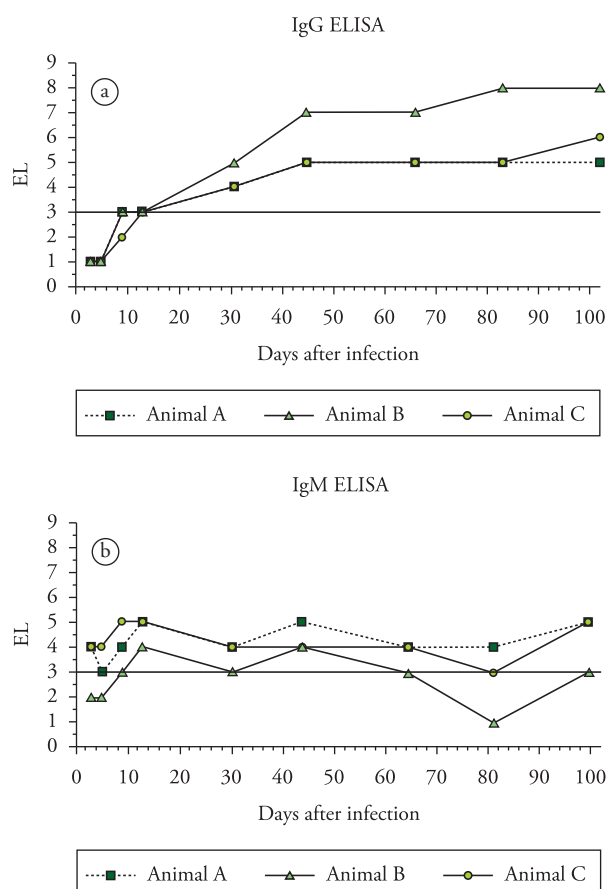 IgG ELISA
9
8
7
6
5
4
3
2
1
0
EL
a
0 10 20 30 40 50 60 70 80 90 100
Days after infection
Animal A Animal B Animal C
IgM ELISA
9
8
7
6
5
4
3
2
1
0
EL
b
0 10 20 30 40 50 60 70 80 90 100
Days after infection
Animal A Animal B Animal C